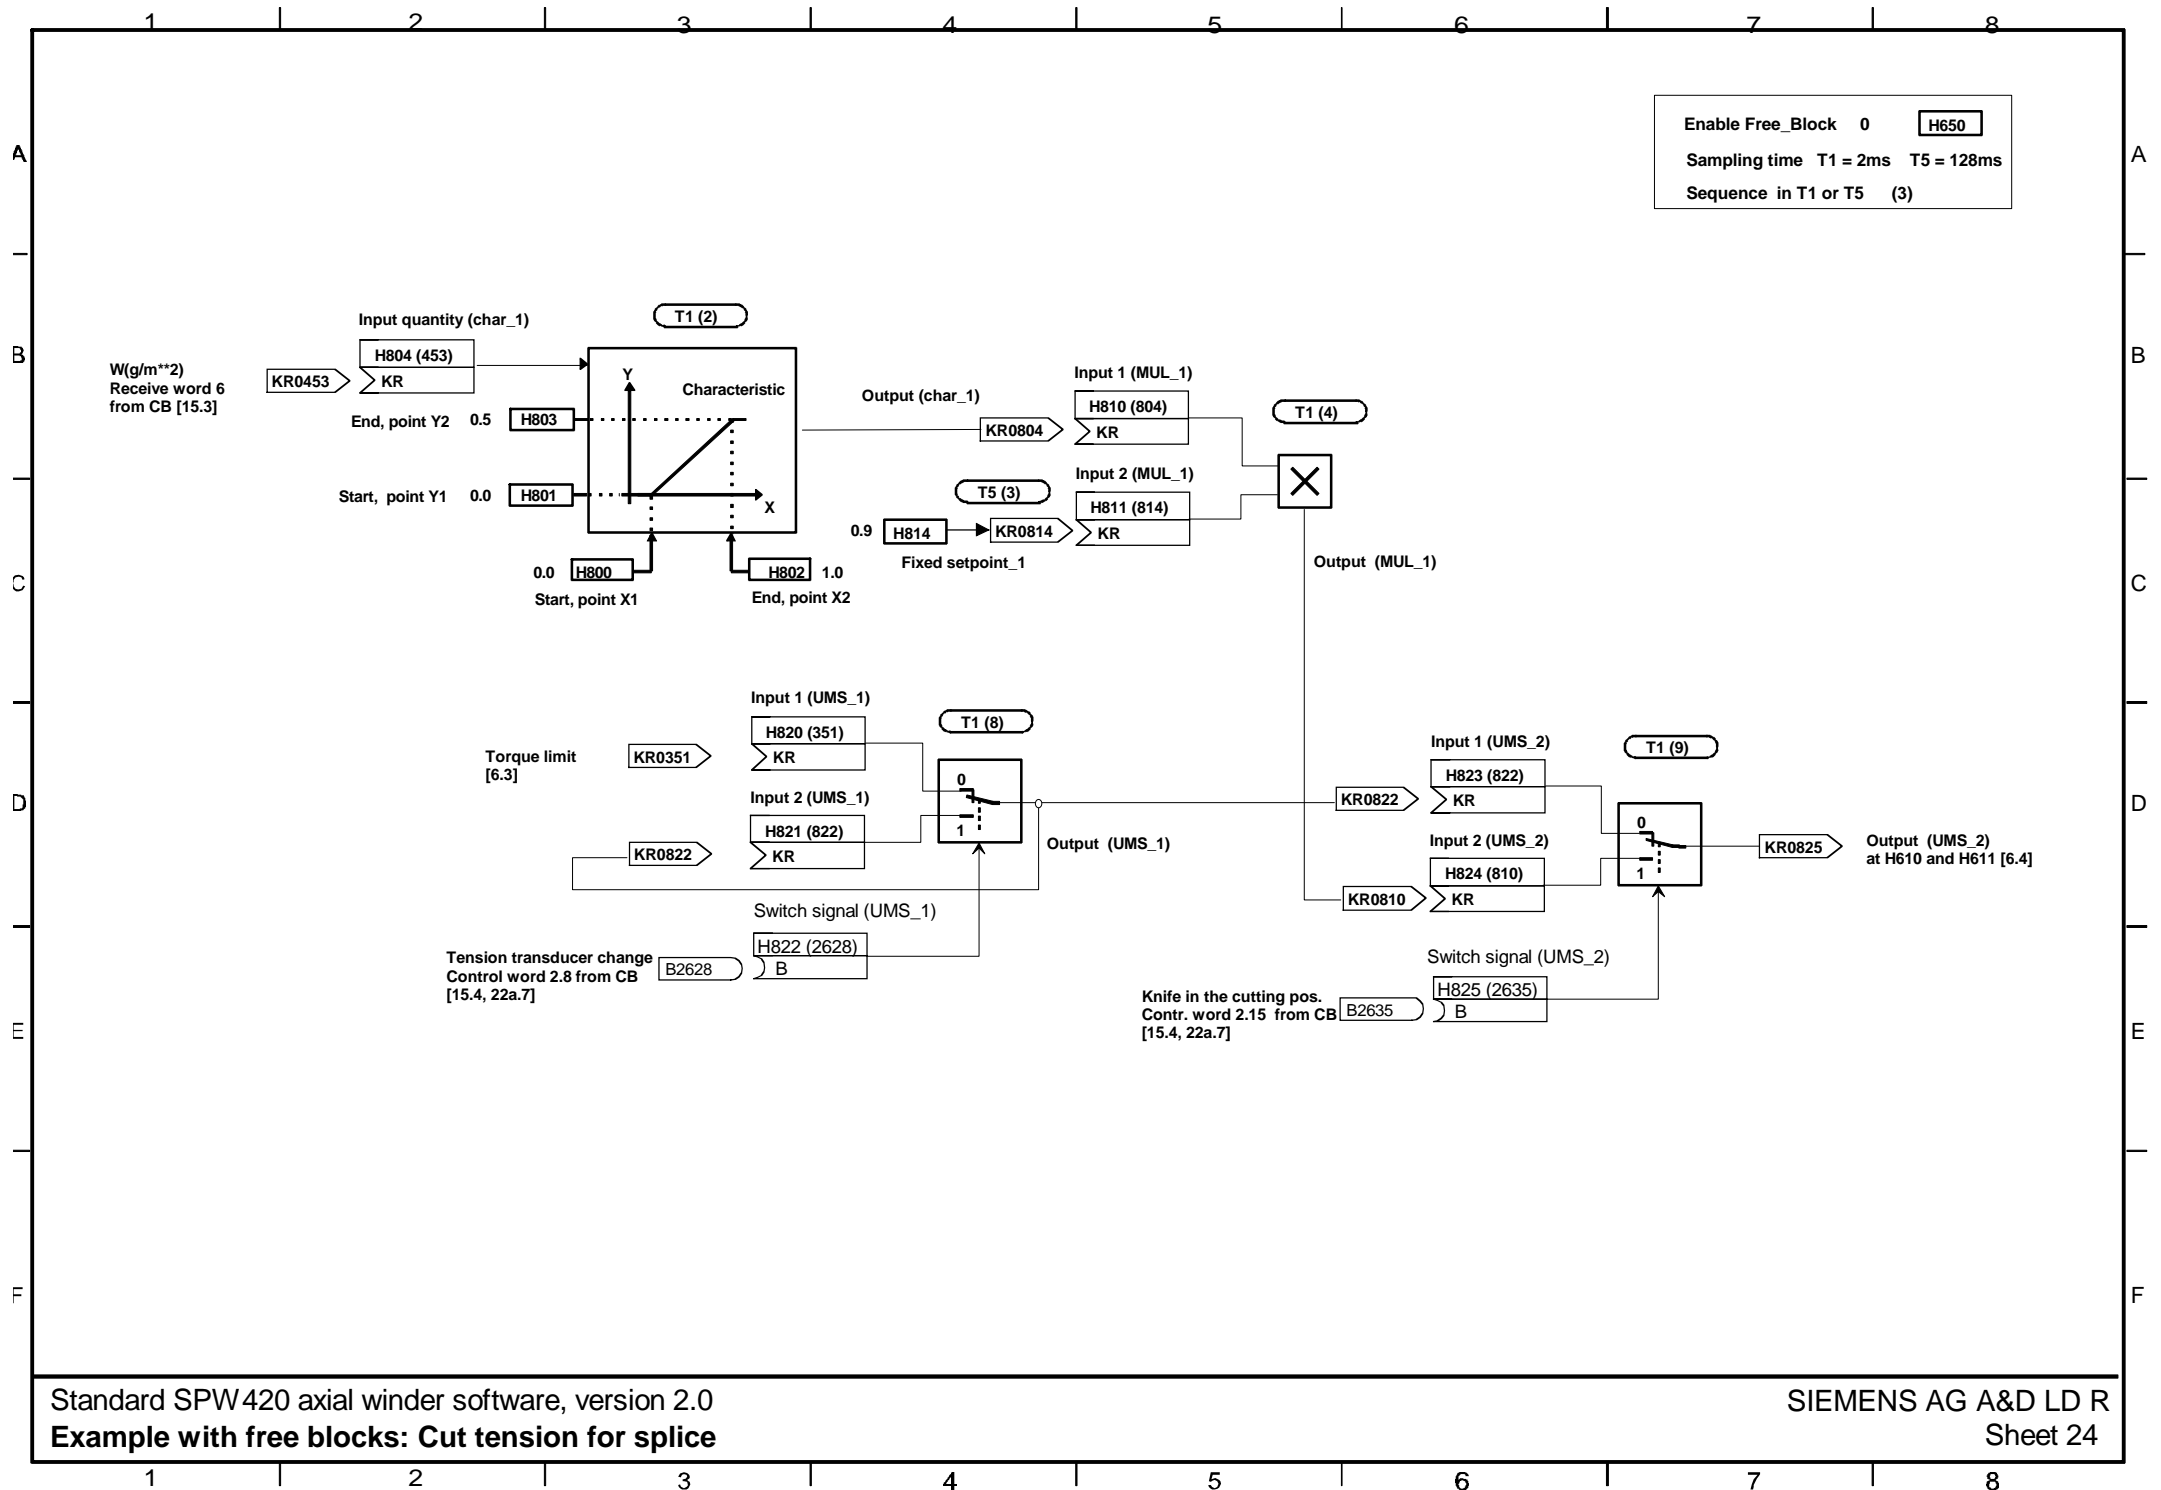 1 2 3 4 5 6 7 8
A A
Enable Free_Block 0 H650
Sampling time T1 = 2ms T5 = 128ms
Sequence in T1 or T5 (3)
B B
Input quantity (char_1)
T1 (2)
H804 (453)
KR
W(g/m**2)
Receive word 6
from CB [15.3]
KR0453
Y
Characteristic
X
End, point Y2 0.5 H803
Start, point Y1 0.0 H801
0.0 H800
Start, point X1
H802 1.0
End, point X2
Output (char_1)
KR0804
Input 1 (MUL_1)
H810 (804)
KR
T1 (4)
Input 2 (MUL_1)
T5 (3)
H811 (814)
KR
0.9 H814 KR0814
Fixed setpoint_1
Output (MUL_1)
C C
Input 1 (UMS_1)
T1 (8)
H820 (351)
KR
Torque limit
[6.3]
KR0351
0
1
Input 2 (UMS_1)
H821 (822)
KR
KR0822
Output (UMS_1)
D D
Input 1 (UMS_2)
T1 (9)
H823 (822)
KR
KR0822
Input 2 (UMS_2)
H824 (810)
KR
KR0810
0
1
KR0825
Output (UMS_2)
at H610 and H611 [6.4]
Switch signal (UMS_1)
H822 (2628)
B
Tension transducer change
Control word 2.8 from CB
[15.4, 22a.7]
B2628
Switch signal (UMS_2)
H825 (2635)
B
Knife in the cutting pos.
Contr. word 2.15 from CB
[15.4, 22a.7]
B2635
E E
F F
Standard SPW420 axial winder software, version 2.0
Example with free blocks: Cut tension for splice
SIEMENS AG A&D LD R
Sheet 24
1 2 3 4 5 6 7 8